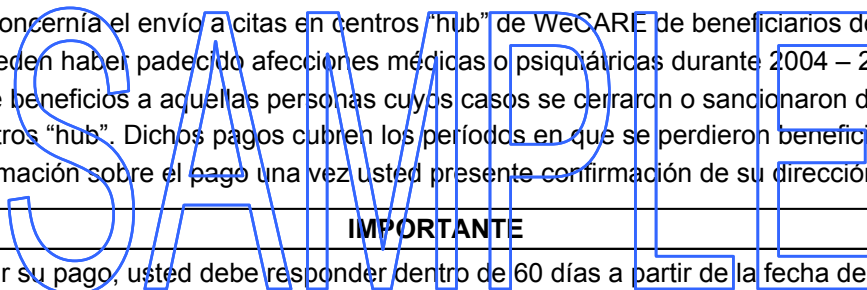 oncernía el envío a citas en centros “hub” de WeCARE de beneficiarios de
eden haber padecido afecciones médicas o psiquiátricas durante 2004 – 2
e beneficios a aquellas personas cuyos casos se cerraron o sancionaron d
tros “hub”. Dichos pagos cubren los períodos en que se perdieron benefici
mación sobre el pago una vez usted presente confirmación de su dirección
IMPORTANTE
r su pago, usted debe responder dentro de 60 días a partir de la fecha de
SAMPLE